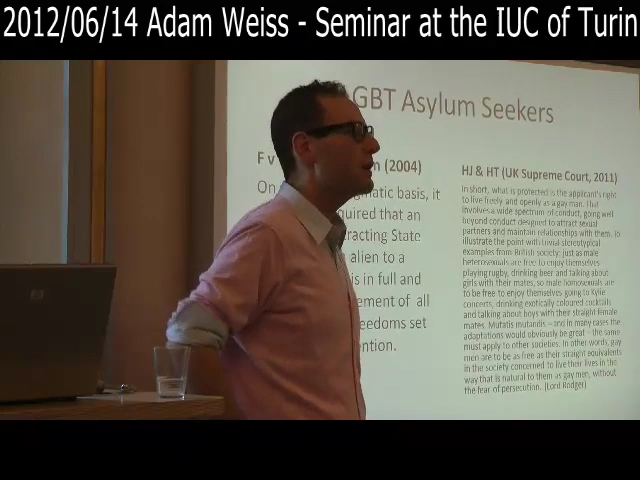 2012/06/14 Adam Weiss - Seminar at the IUC of Turin
GBT Asylum Seekers
F v (2004)
On matic basis, it
quired that an
tracting State
alien to a
is in full and
ement of all
eedoms set
ntion.
HJ & HT (UK Supreme Court, 2011)
In short, what is protected is the applicant's right
to live freely and openly as a gay man. That
involves a wide spectrum of conduct, going well
beyond conduct designed to attract sexual
partners and maintain relationships with them. To
illustrate the point with trivial stereotypical
examples from British society: just as male
heterosexuals are free to enjoy themselves
playing rugby, drinking beer and talking about
girls with their mates, so male homosexuals are
to be free to enjoy themselves going to Kylie
concerts, drinking exotically coloured cocktails
and talking about boys with their straight female
mates. Mutatis mutandis – and in many cases the
adaptations would obviously be great – the same
must apply to other societies. In other words, gay
men are to be as free as their straight equivalents
in the society concerned to live their lives in the
way that is natural to them as gay men, without
the fear of persecution. (Lord Rodger)